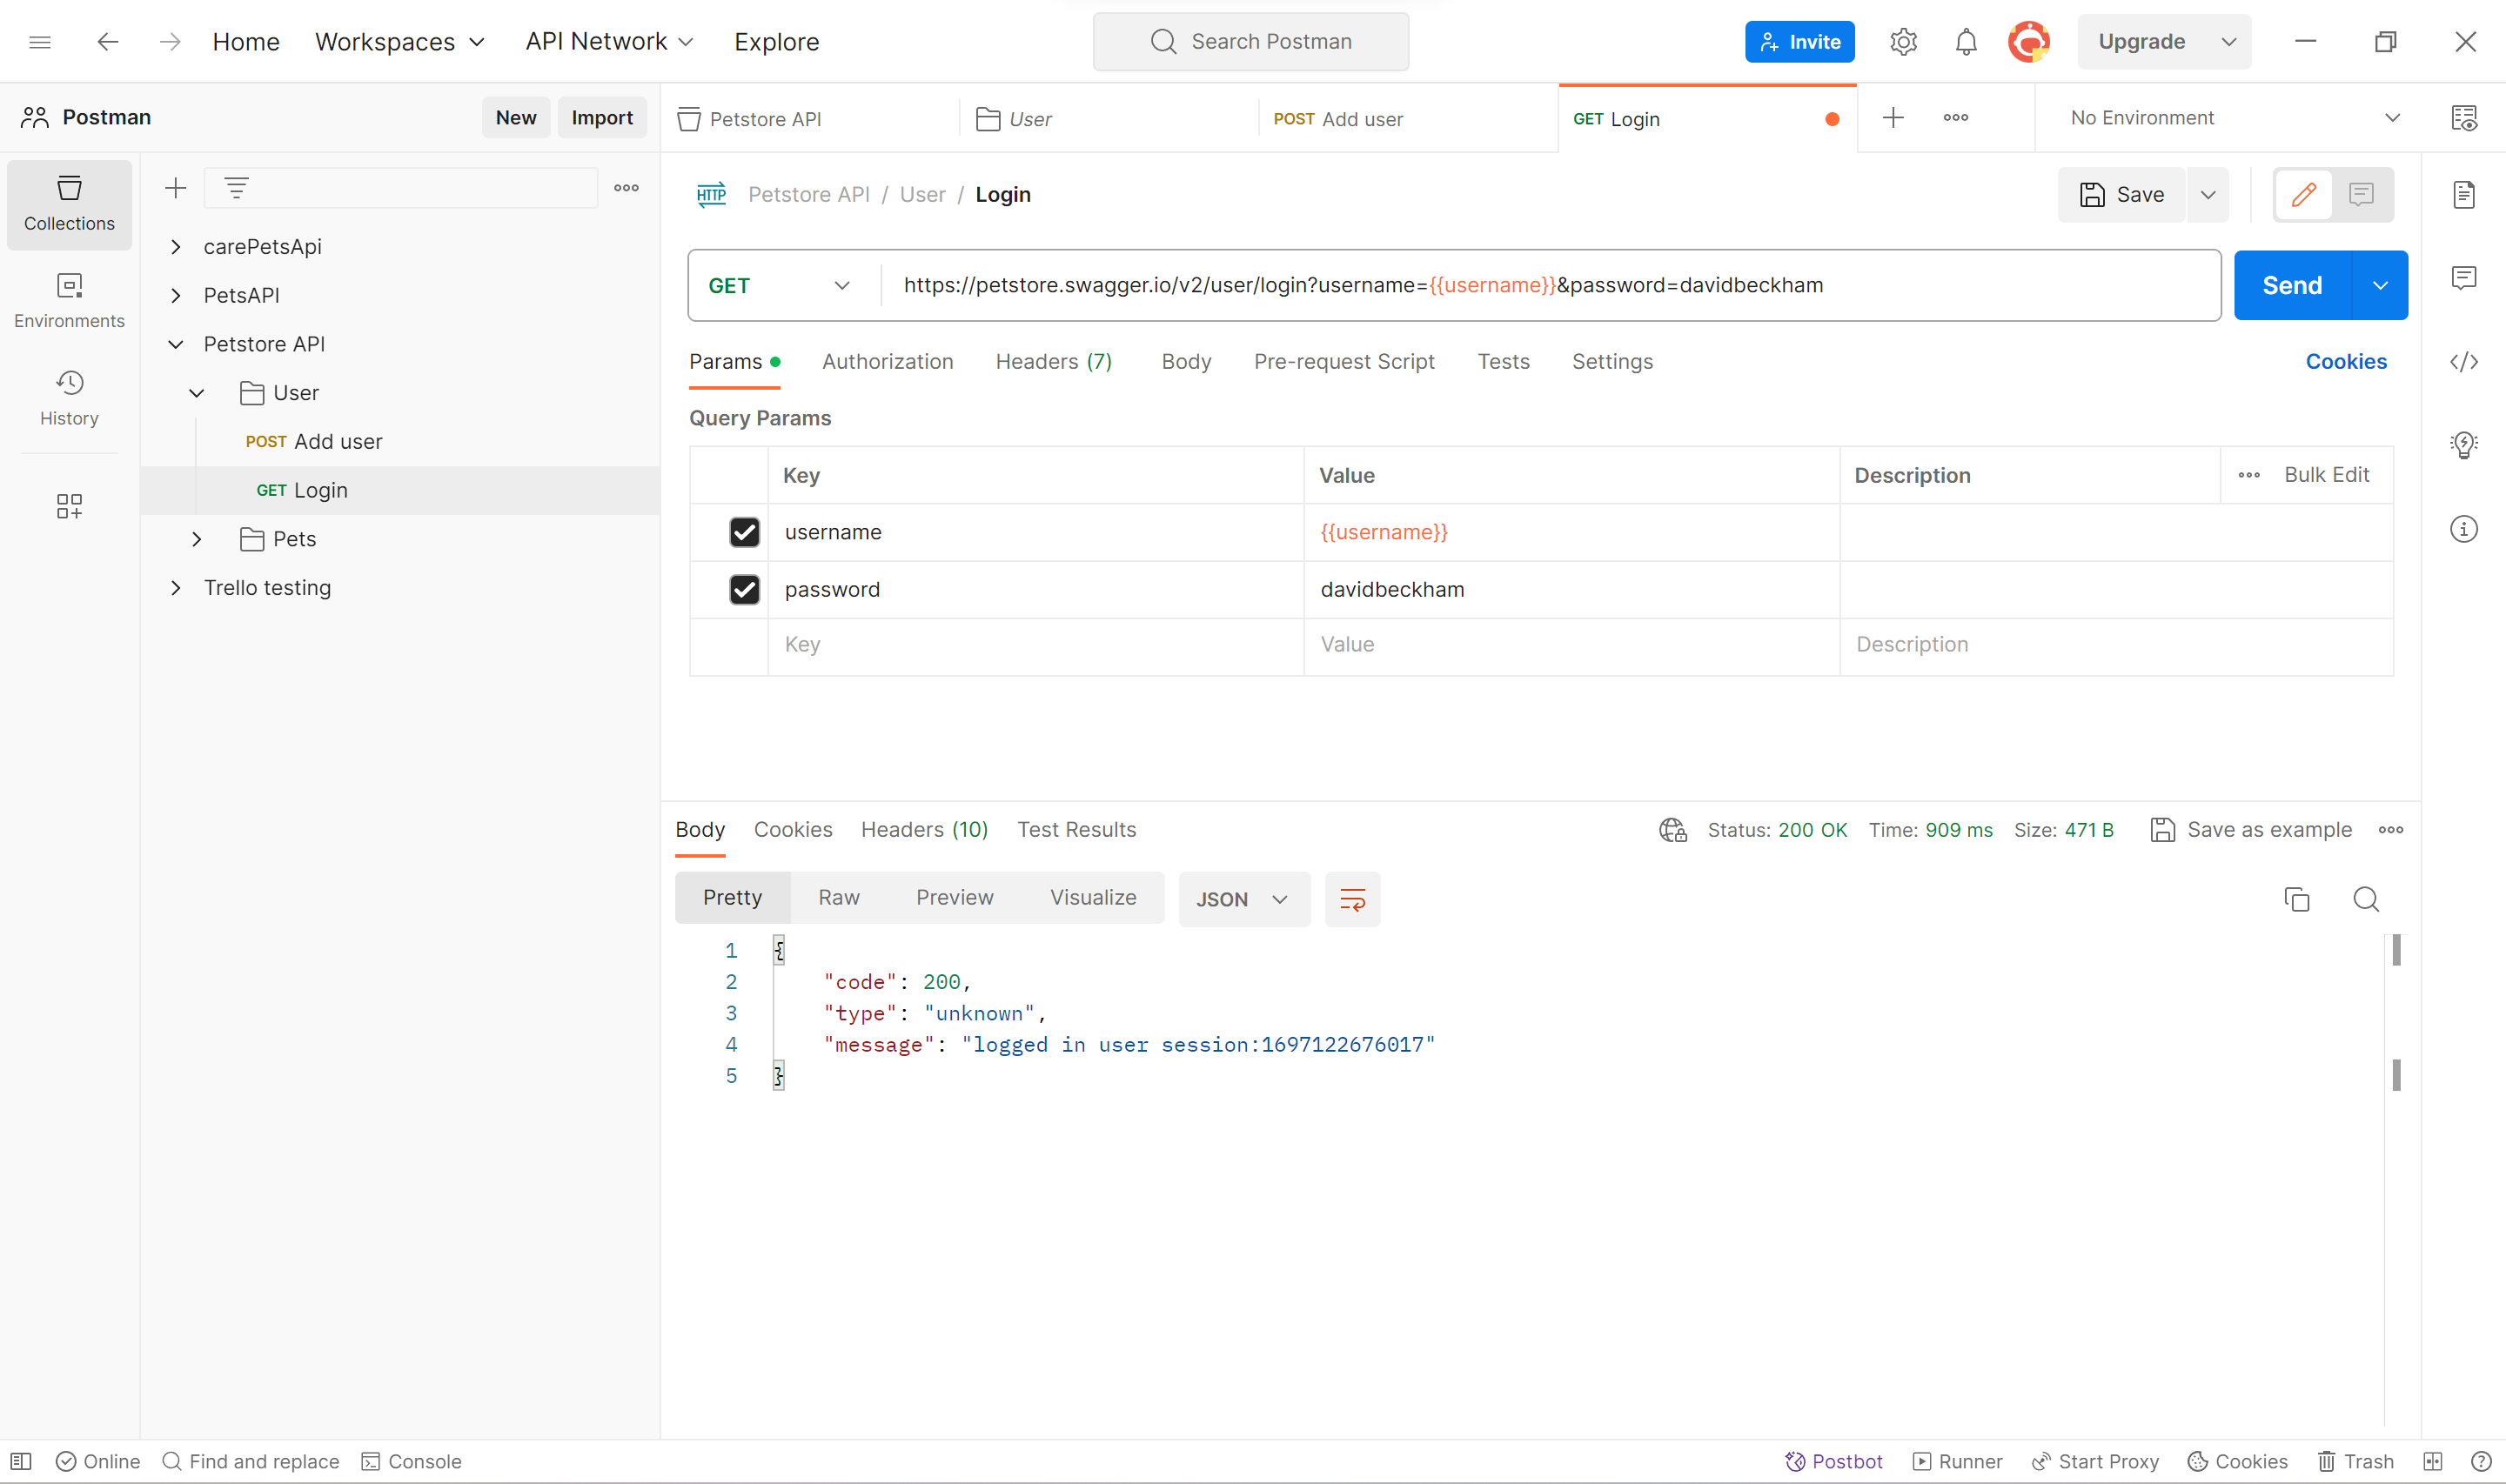 Home Workspaces API Network Explore Search Postman Invite Upgrade
Postman New Import
Petstore API User POST Add user GET Login No Environment
Collections
Environments
History
carePetsApi
PetsAPI
Petstore API
User
POST Add user
GET Login
Pets
Trello testing
HTTP Petstore API / User / Login Save
GET https://petstore.swagger.io/v2/user/login?username={{username}}&password=davidbeckham Send
Params Authorization Headers (7) Body Pre-request Script Tests Settings Cookies
Query Params
Key Value Description Bulk Edit
username {{username}}
password davidbeckham
Key Value Description
Body Cookies Headers (10) Test Results Status: 200 OK Time: 909 ms Size: 471 B Save as example
Pretty Raw Preview Visualize JSON
1 {
2 "code": 200,
3 "type": "unknown",
4 "message": "logged in user session:1697122676017"
5 }
Online Find and replace Console Postbot Runner Start Proxy Cookies Trash